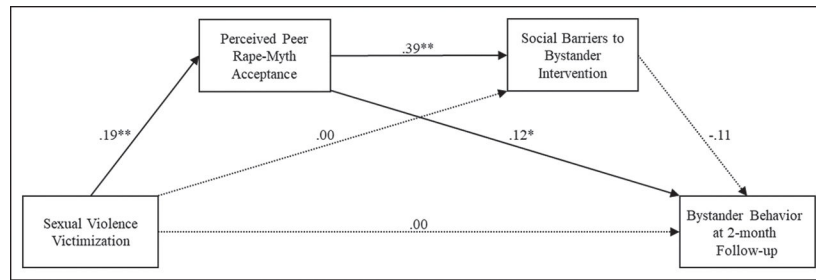 Perceived Peer
Rape-Myth
Acceptance
.39**
Social Barriers to
Bystander
Intervention
.19**
.00
.12*
-.11
Sexual Violence
Victimization
.00
Bystander Behavior
at 2-month
Follow-up